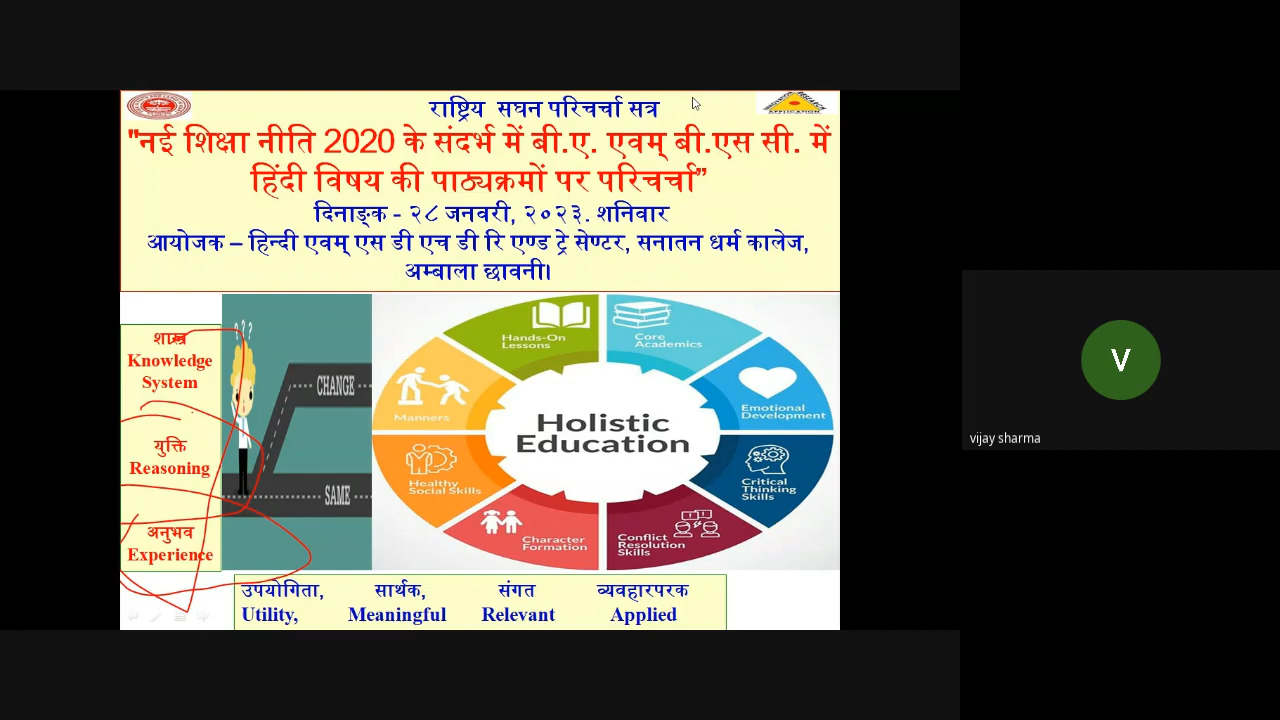 राष्ट्रिय सघन परिचर्चा सत्र
"नई शिक्षा नीति 2020 के संदर्भ में बी.ए. एवम् बी.एस सी. में
हिंदी विषय की पाठ्यक्रमों पर परिचर्चा”
दिनाङ्क - २८ जनवरी, २०२३. शनिवार
आयोजक – हिन्दी एवम् एस डी एच डी रि एण्ड ट्रे सेण्टर, सनातन धर्म कालेज,
अम्बाला छावनी।
APPLICATION
शास्त्र
Knowledge
System
युक्ति
Reasoning
अनुभव
Experience
? ? ?
CHANGE
SAME
Hands-On
Lessons
Core
Academics
Manners
Emotional
Development
Holistic
Education
Healthy
Social Skills
Critical
Thinking
Skills
Character
Formation
Conflict
Resolution
Skills
उपयोगिता, सार्थक, संगत व्यवहारपरक
Utility, Meaningful Relevant Applied
V
vijay sharma